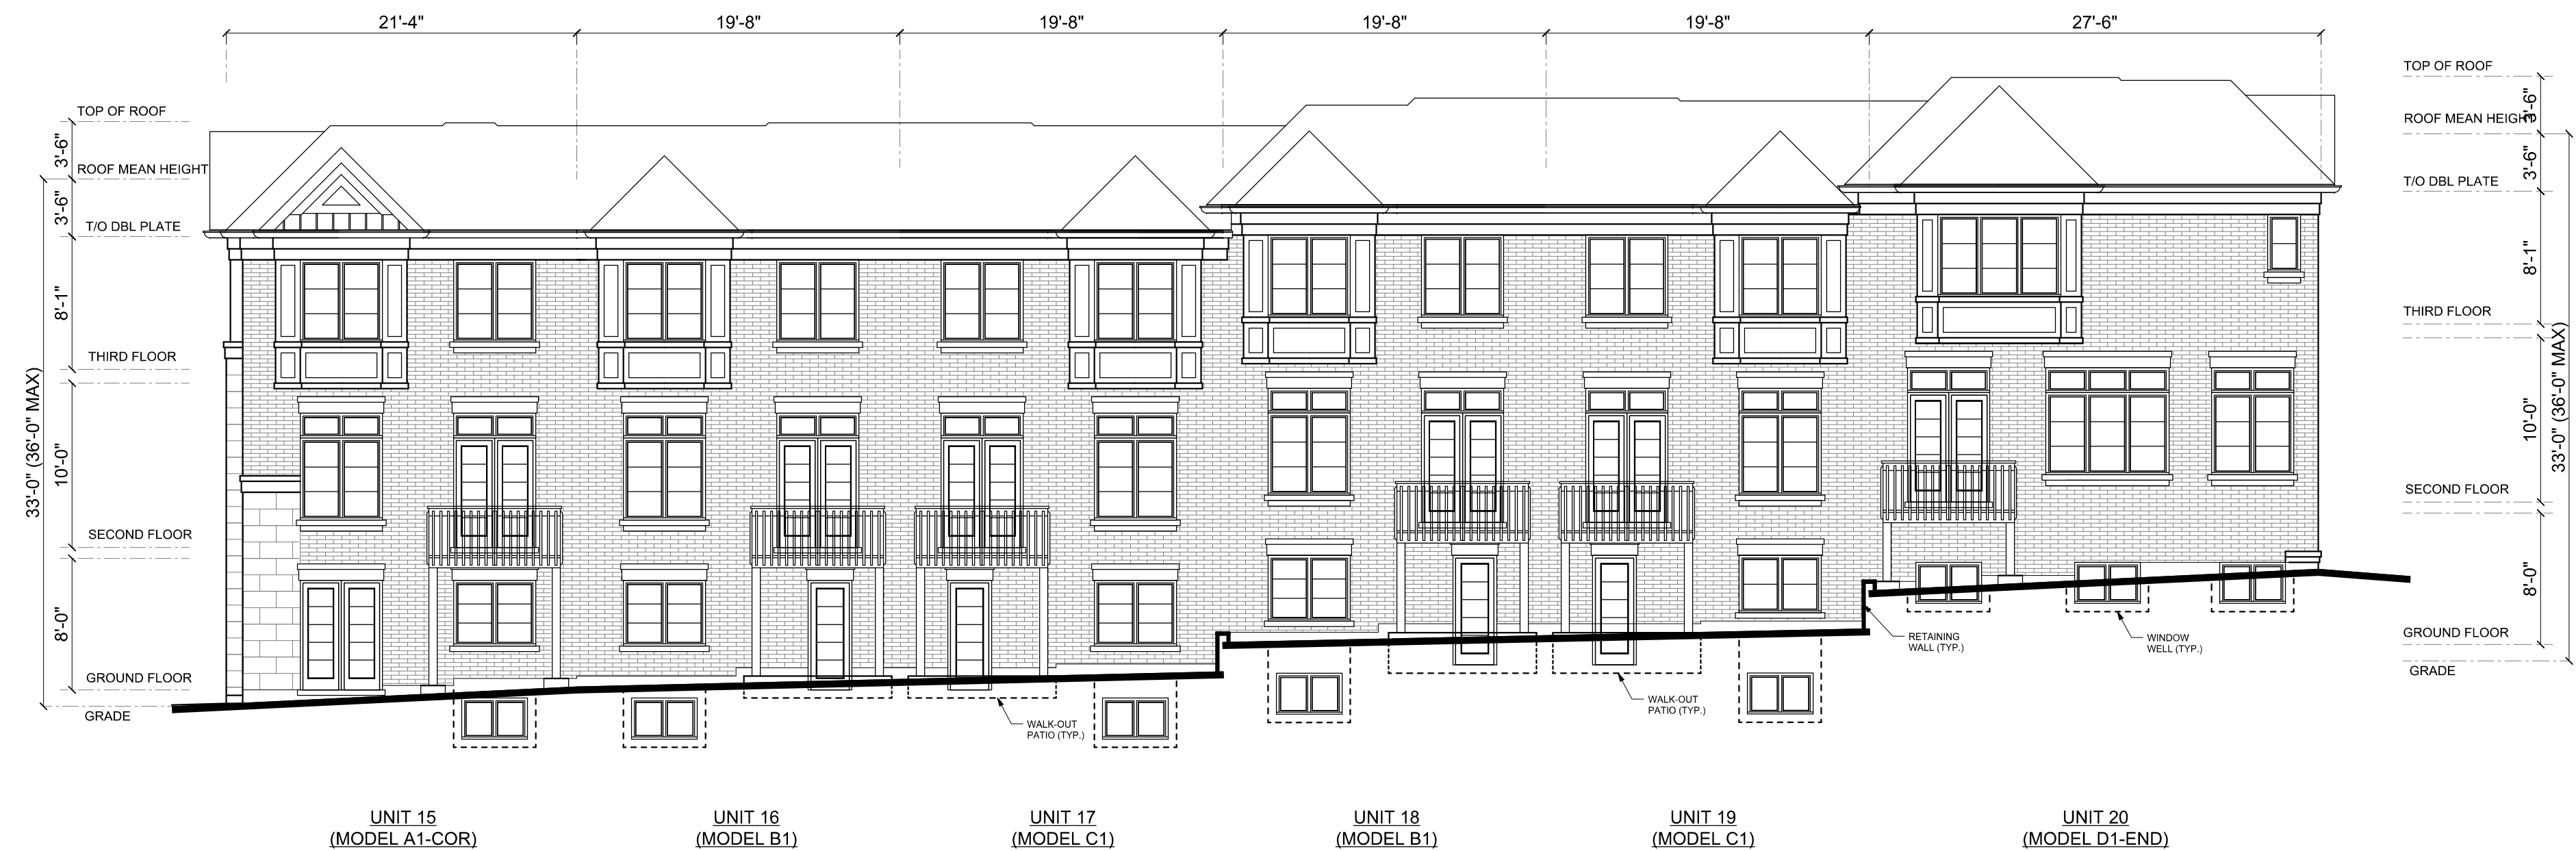 21'-4"
19'-8"
19'-8"
19'-8"
19'-8"
27'-6"
TOP OF ROOF
3'-6"
ROOF MEAN HEIGHT
3'-6"
T/O DBL PLATE
8'-1"
THIRD FLOOR
33'-0" (36'-0" MAX)
10'-0"
SECOND FLOOR
8'-0"
GROUND FLOOR
GRADE
TOP OF ROOF
3'-6"
ROOF MEAN HEIGHT
3'-6"
T/O DBL PLATE
8'-1"
THIRD FLOOR
33'-0" (36'-0" MAX)
10'-0"
SECOND FLOOR
8'-0"
GROUND FLOOR
GRADE
WALK-OUT
PATIO (TYP.)
WALK-OUT
PATIO (TYP.)
RETAINING
WALL (TYP.)
WINDOW
WELL (TYP.)
UNIT 15
(MODEL A1-COR)
UNIT 16
(MODEL B1)
UNIT 17
(MODEL C1)
UNIT 18
(MODEL B1)
UNIT 19
(MODEL C1)
UNIT 20
(MODEL D1-END)